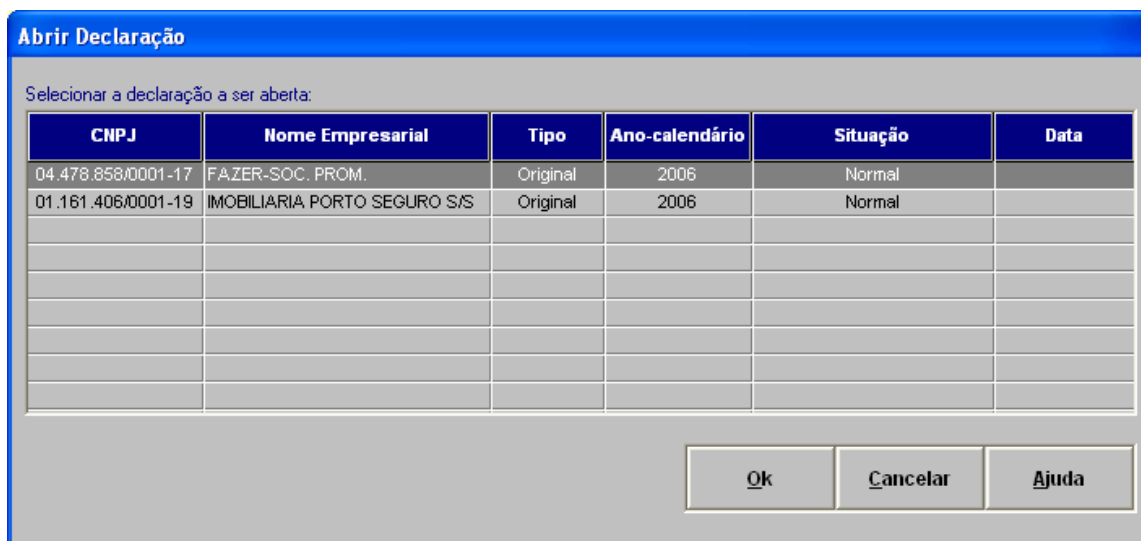 Abrir Declaração
Selecionar a declaração a ser aberta:
CNPJ Nome Empresarial Tipo Ano-calendário Situação Data
04.478.858/0001-17 FAZER-SOC. PROM. Original 2006 Normal
01.161.406/0001-19 IMOBILIARIA PORTO SEGURO S/S Original 2006 Normal
Ok Cancelar Ajuda